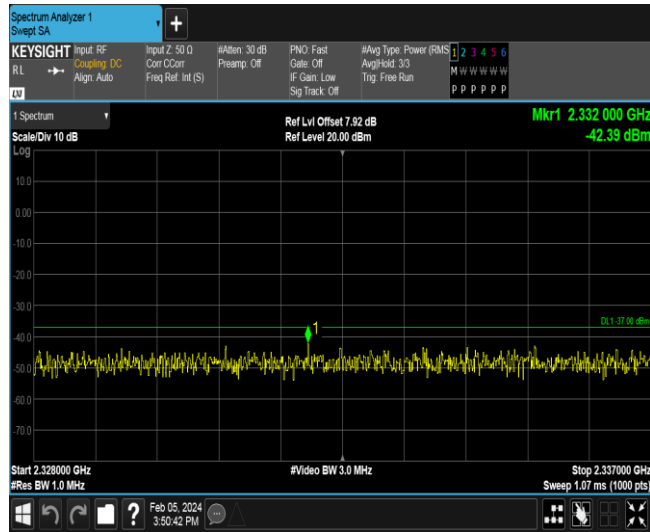 Spectrum Analyzer 1
Swept SA
+
KEYSIGHT
RL
LXI
Input: RF
Coupling: DC
Align: Auto
Input Z: 50 Ω
Corr CCorr
Freq Ref: Int (S)
#Atten: 30 dB
Preamp: Off
PNO: Fast
Gate: Off
IF Gain: Low
Sig Track: Off
#Avg Type: Power (RMS
Avg|Hold: 3/3
Trig: Free Run
1 2 3 4 5 6
M W W W W W
P P P P P P
1 Spectrum
Scale/Div 10 dB
Log
Ref Lvl Offset 7.92 dB
Ref Level 20.00 dBm
Mkr1 2.332 000 GHz
-42.39 dBm
10.0
0.00
-10.0
-20.0
-30.0
-40.0
-50.0
-60.0
-70.0
DL1 -37.00 dBm
1
Start 2.328000 GHz
#Res BW 1.0 MHz
#Video BW 3.0 MHz
Stop 2.337000 GHz
Sweep 1.07 ms (1000 pts)
?
Feb 05, 2024
3:50:42 PM